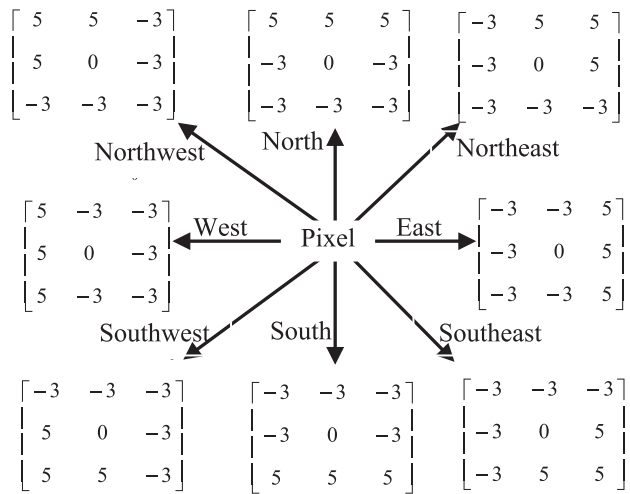 5 5 −3
5 0 −3
−3 −3 −3
5 5 5
−3 0 −3
−3 −3 −3
−3 5 5
−3 0 5
−3 −3 −3
Northwest
North
Northeast
5 −3 −3
5 0 −3
5 −3 −3
West
Pixel
East
−3 −3 5
−3 0 5
−3 −3 5
Southwest
South
Southeast
−3 −3 −3
5 0 −3
5 5 −3
−3 −3 −3
−3 0 −3
5 5 5
−3 −3 −3
−3 0 5
−3 5 5